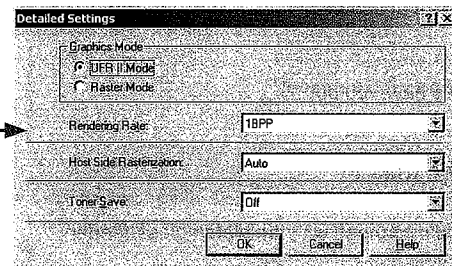 Detailed Settings
Graphics Mode
UFR II Mode
Raster Mode
Rendering Rate: 1BPP
Host Side Rasterization: Auto
Toner Save: Off
OK Cancel Help